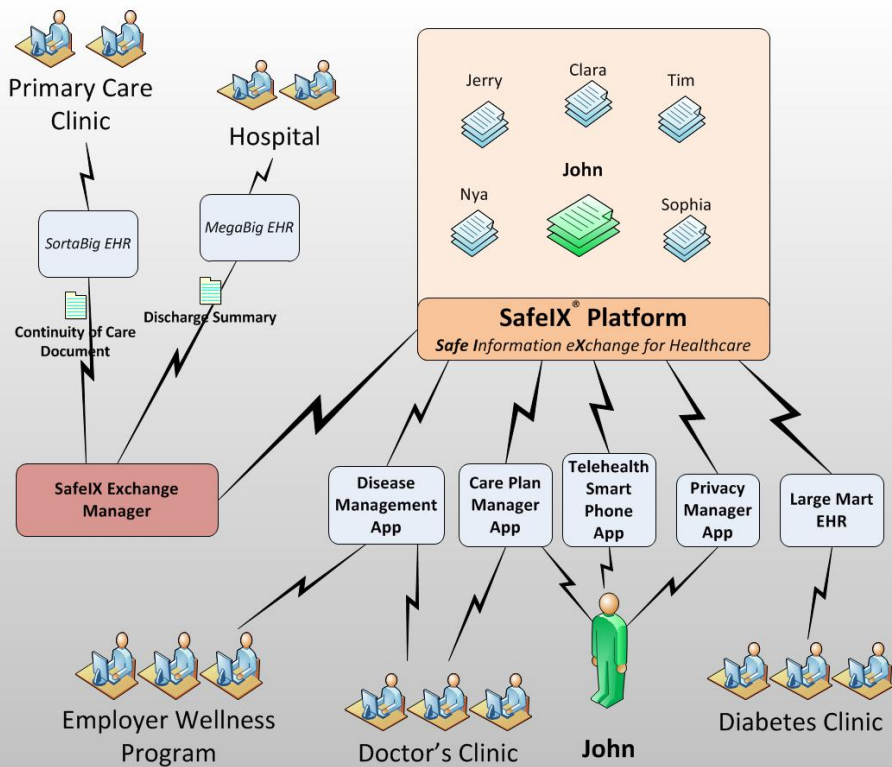 Primary Care
Clinic
Hospital
SortaBig EHR
MegaBig EHR
Continuity of Care
Document
Discharge Summary
SafeIX Exchange
Manager
Jerry
Clara
Tim
John
Nya
Sophia
SafeIX® Platform
Safe Information eXchange for Healthcare
Disease
Management
App
Care Plan
Manager
App
Telehealth
Smart
Phone
App
Privacy
Manager
App
Large Mart
EHR
Employer Wellness
Program
Doctor's Clinic
John
Diabetes Clinic